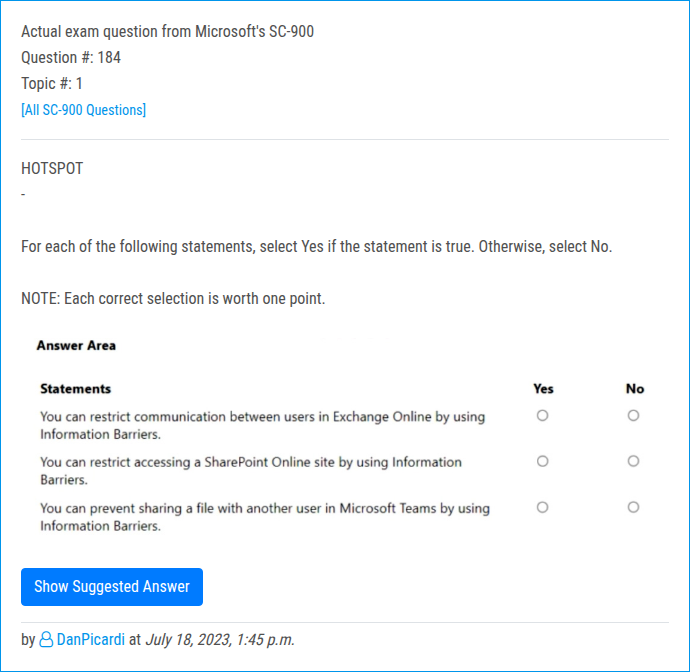 Actual exam question from Microsoft's SC-900
Question #: 184
Topic #: 1
[All SC-900 Questions]
HOTSPOT
-
For each of the following statements, select Yes if the statement is true. Otherwise, select No.
NOTE: Each correct selection is worth one point.
Answer Area
Statements Yes No
You can restrict communication between users in Exchange Online by using
Information Barriers.
You can restrict accessing a SharePoint Online site by using Information
Barriers.
You can prevent sharing a file with another user in Microsoft Teams by using
Information Barriers.
Show Suggested Answer
by DanPicardi at July 18, 2023, 1:45 p.m.